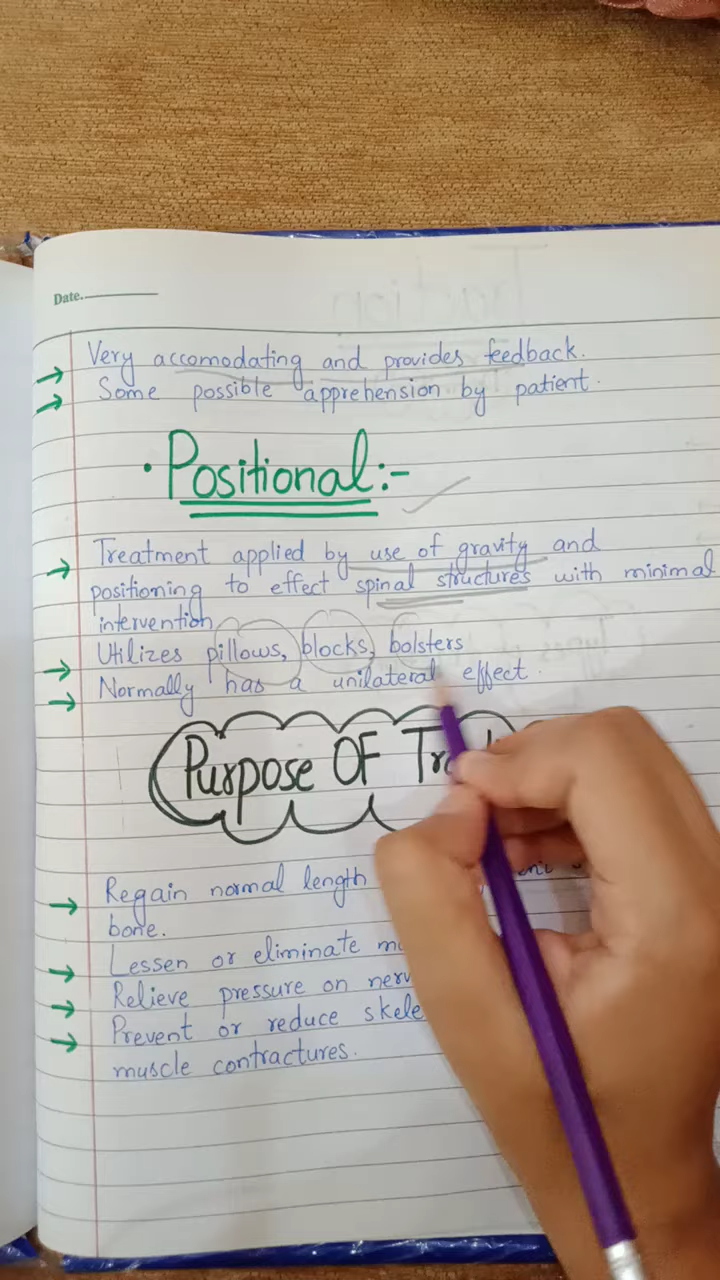 Date.
Very accomodating and provides feedback.
→ Some possible apprehension by patient.
· Positional:-
→ Treatment applied by use of gravity and
positioning to effect spinal structures with minimal
intervention
→ Utilizes pillows, blocks, bolsters
→ Normally has a unilateral effect.
Purpose OF
→ Regain normal length
bone.
→ Lessen or eliminate
→ Relieve pressure on
→ Prevent or reduce
muscle contractures.